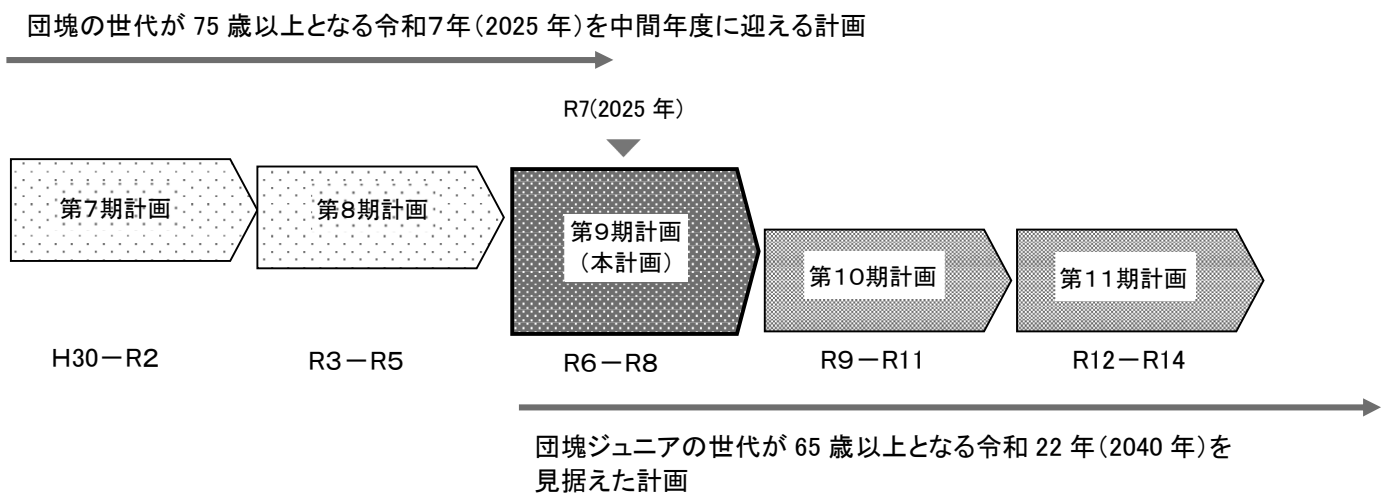 団塊の世代が 75 歳以上となる令和７年（2025 年）を中間年度に迎える計画
R7(2025 年)
第７期計画
第８期計画
第９期計画
（本計画）
第１０期計画
第１１期計画
H30－R２
R３－R５
R６－R８
R９－R11
R12－R14
団塊ジュニアの世代が 65 歳以上となる令和 22 年（2040 年）を
見据えた計画